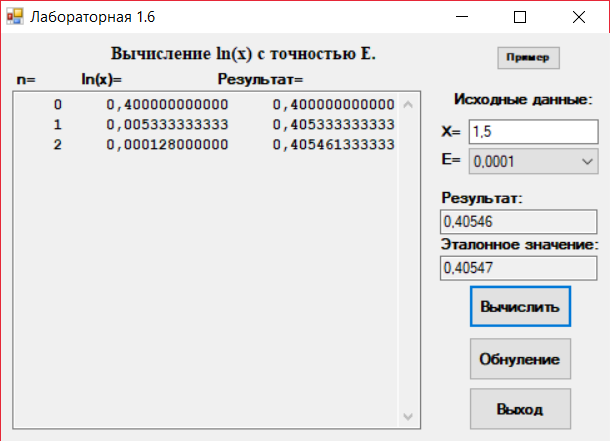 Лабораторная 1.6
Вычисление ln(x) с точностью E.
Пример
n= ln(x)= Результат=
0 0,400000000000 0,400000000000
1 0,005333333333 0,405333333333
2 0,000128000000 0,405461333333
Исходные данные:
X= 1,5
E= 0,0001
Результат:
0,40546
Эталонное значение:
0,40547
Вычислить
Обнуление
Выход